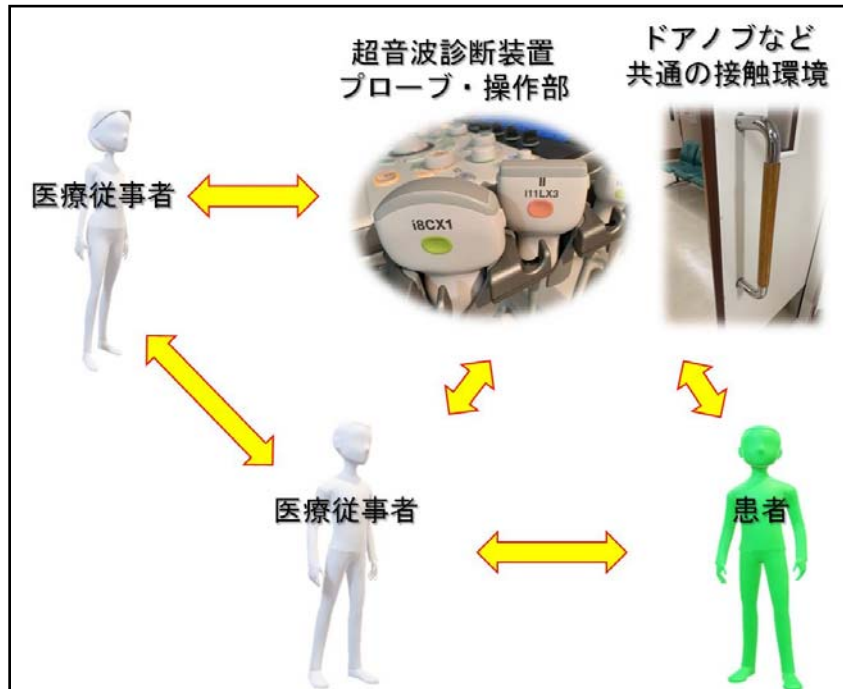 超音波診断装置
プローブ・操作部
ドアノブなど
共通の接触環境
医療従事者
i8CX1
i11LX3
医療従事者
患者